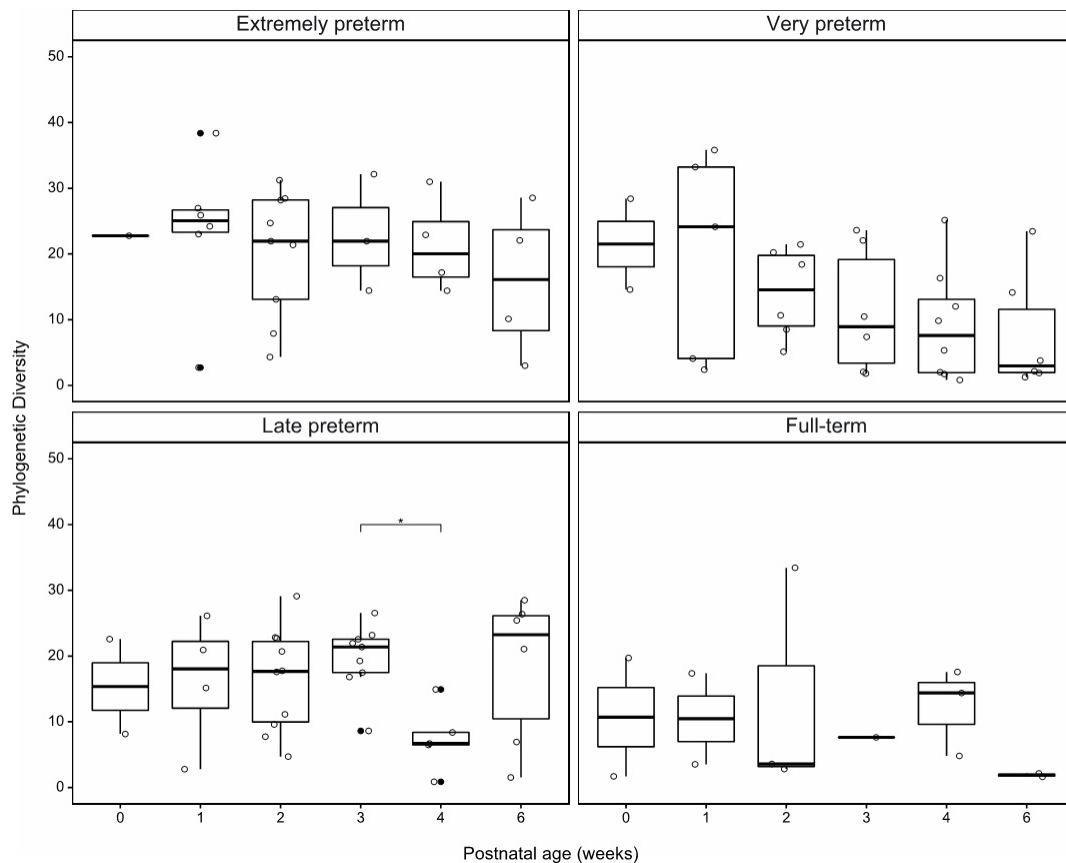 Extremely preterm
Very preterm
50
40
30
20
10
0
Late preterm
Full-term
50
40
*
30
20
10
0
0 1 2 3 4 6
0 1 2 3 4 6
Phylogenetic Diversity
Postnatal age (weeks)